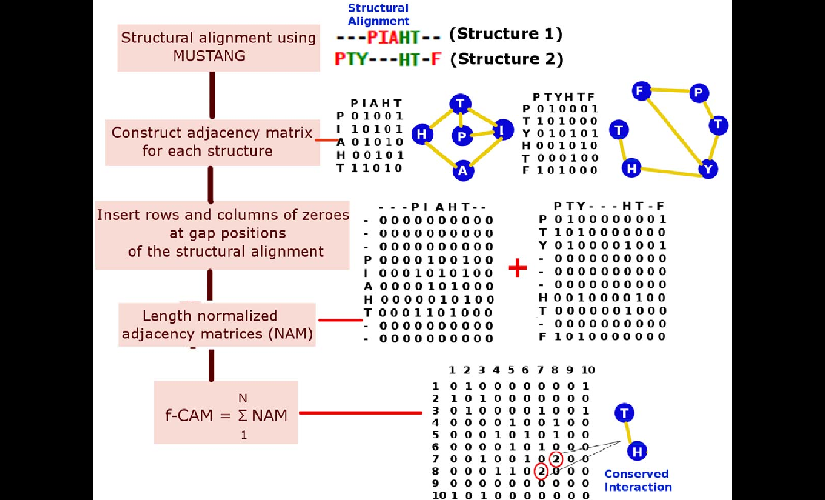 Structural
Alignment
---PIAHT-- (Structure 1)
PTY---HT-F (Structure 2)
Structural alignment using
MUSTANG
Construct adjacency matrix
for each structure
P I A H T
P 0 1 0 0 1
I 1 0 1 0 1
A 0 1 0 1 0
H 0 0 1 0 1
T 1 1 0 1 0
T
H
P
I
A
P T Y H T F
P 0 1 0 0 0 1
T 1 0 1 0 0 0
Y 0 1 0 1 0 1
H 0 0 1 0 1 0
T 0 0 0 1 0 0
F 1 0 1 0 0 0
F
P
T
T
H
Y
Insert rows and columns of zeroes
at gap positions
of the structural alignment
- - - P I A H T - -
- 0 0 0 0 0 0 0 0 0 0
- 0 0 0 0 0 0 0 0 0 0
- 0 0 0 0 0 0 0 0 0 0
P 0 0 0 0 1 0 0 1 0 0
I 0 0 0 1 0 1 0 1 0 0
A 0 0 0 0 1 0 1 0 0 0
H 0 0 0 0 0 1 0 1 0 0
T 0 0 0 1 1 0 1 0 0 0
- 0 0 0 0 0 0 0 0 0 0
- 0 0 0 0 0 0 0 0 0 0
+
P T Y - - - H T - F
P 0 1 0 0 0 0 0 0 0 1
T 1 0 1 0 0 0 0 0 0 0
Y 0 1 0 0 0 0 1 0 0 1
- 0 0 0 0 0 0 0 0 0 0
- 0 0 0 0 0 0 0 0 0 0
- 0 0 0 0 0 0 0 0 0 0
H 0 0 1 0 0 0 0 1 0 0
T 0 0 0 0 0 0 1 0 0 0
- 0 0 0 0 0 0 0 0 0 0
F 1 0 1 0 0 0 0 0 0 0
Length normalized
adjacency matrices (NAM)
N
f-CAM = Σ NAM
1
1 2 3 4 5 6 7 8 9 10
1 0 1 0 0 0 0 0 0 0 1
2 1 0 1 0 0 0 0 0 0 0
3 0 1 0 0 0 0 1 0 0 1
4 0 0 0 0 1 0 0 1 0 0
5 0 0 0 1 0 1 0 1 0 0
6 0 0 0 0 1 0 1 0 0 0
7 0 0 1 0 0 1 0 2 0 0
8 0 0 0 1 1 0 2 0 0 0
9 0 0 0 0 0 0 0 0 0 0
10 1 0 1 0 0 0 0 0 0 0
T
H
Conserved
Interaction